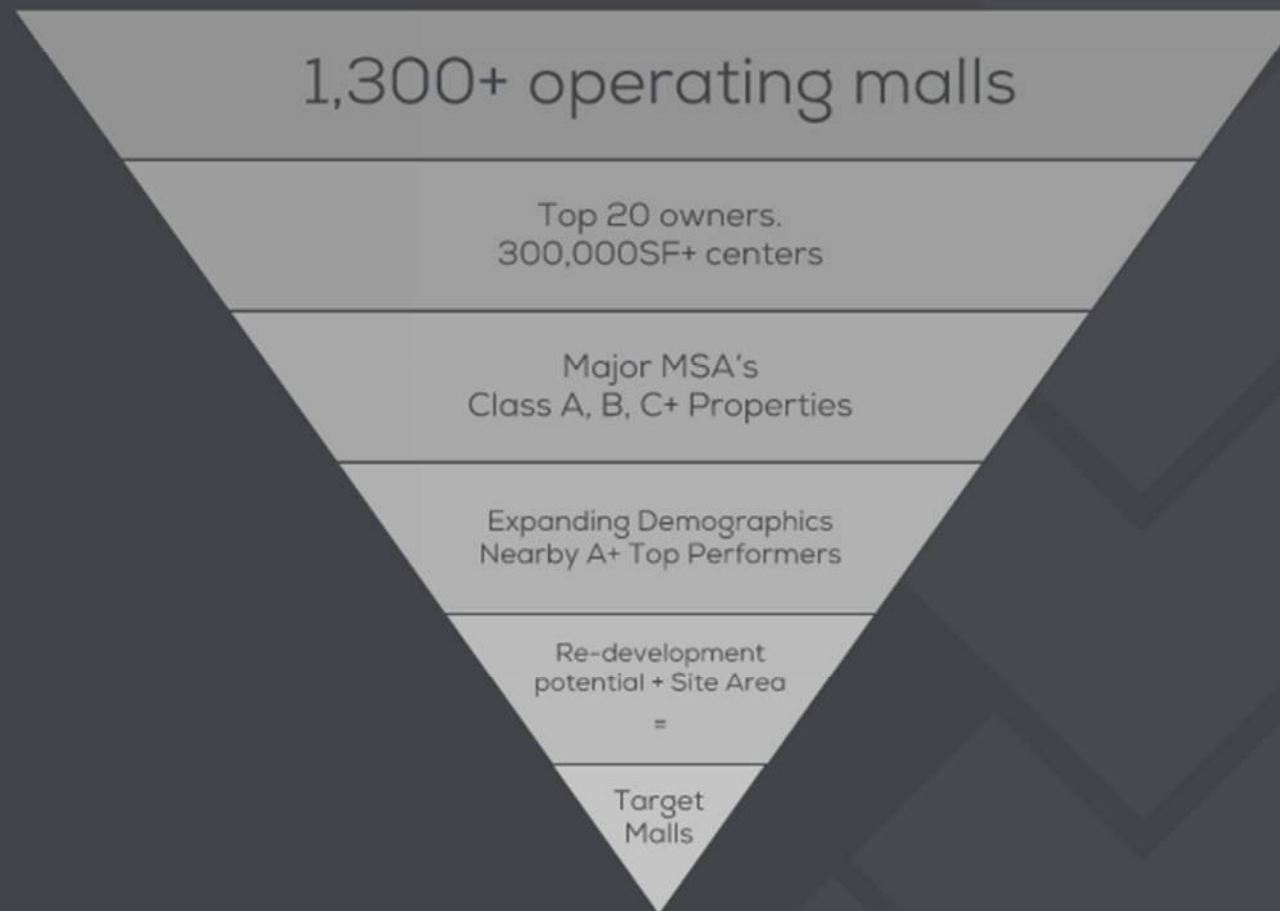 1,300+ operating malls
Top 20 owners.
300,000SF+ centers
Major MSA's
Class A, B, C+ Properties
Expanding Demographics
Nearby A+ Top Performers
Re-development
potential + Site Area
=
Target
Malls